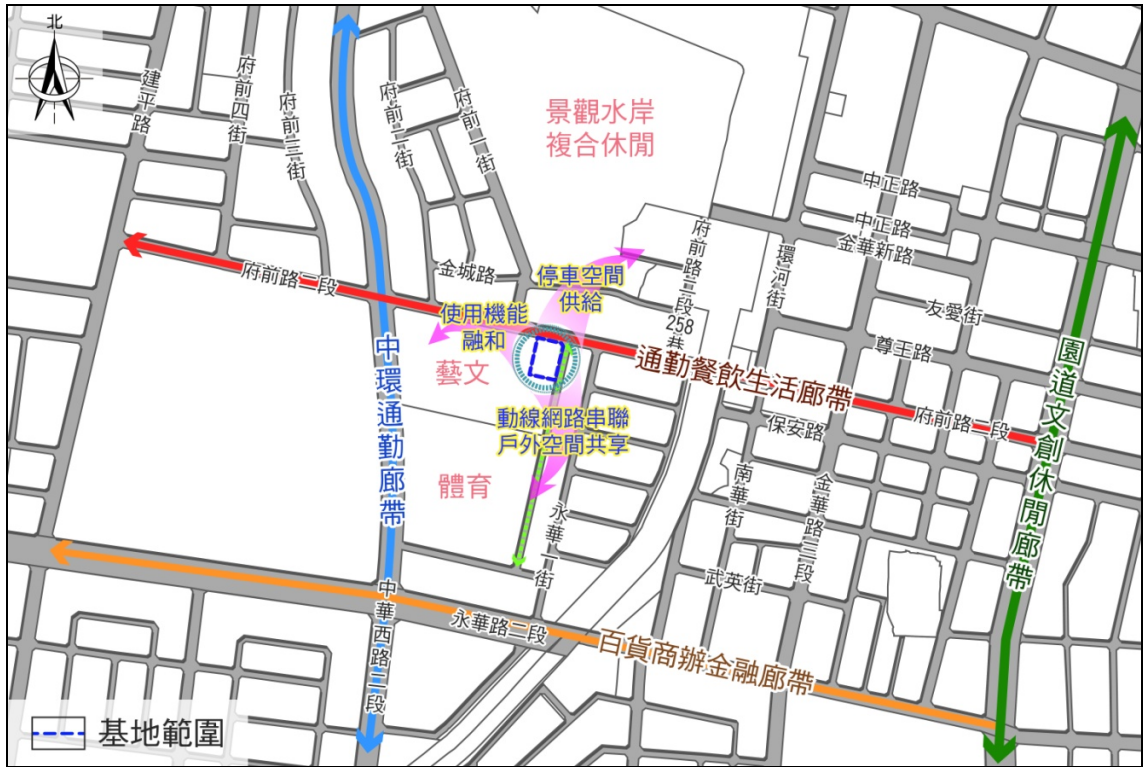 北
建平路
府前四街
府前三街
府前二街
府前一街
景觀水岸
複合休閒
中正路
中正路
金華新路
友愛街
尊王路
環河街
府前路二段258巷
府前路二段
金城路
停車空間
供給
使用機能
融和
藝文
通勤餐飲生活廊帶
府前路二段
動線網路串聯
戶外空間共享
體育
中環通勤廊帶
保安路
南華街
金華路三段
武英街
永華一街
園道文創休閒廊帶
中華西路二段
永華路二段
百貨商辦金融廊帶
基地範圍